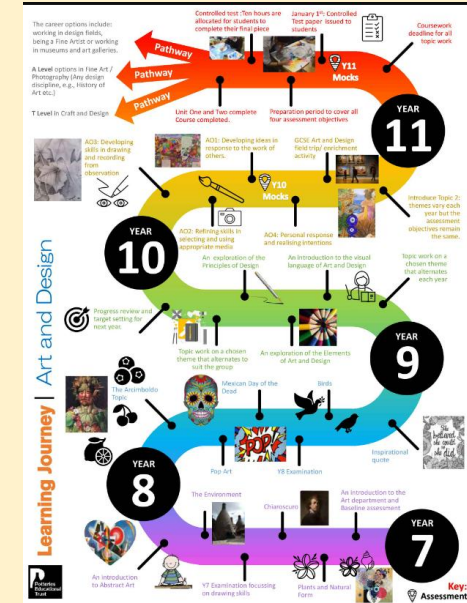 The career options include:
working in design fields,
being a Fine Artist or working
in museums and art galleries.
A Level options in Fine Art /
Photography (Any design
discipline, e.g., History of
Art etc.)
T Level in Craft and Design
Pathway
Pathway
Pathway
Controlled test :Ten hours are
allocated for students to
complete their final piece
January 1st: Controlled
Test paper issued to
students
Coursework
deadline for all
topic work
Y11
Mocks
Unit One and Two complete
Course completed.
Preparation period to cover all
four assessment objectives
YEAR
11
AO3: Developing
skills in drawing
and recording
from
observation
AO1: Developing ideas in
response to the work of
others.
GCSE Art and Design
field trip/ enrichment
activity
Y10
Mocks
AO2: Refining skills in
selecting and using
appropriate media
AO4: Personal response
and realising intentions
Introduce Topic 2:
themes vary each
year but the
assessment
objectives remain
the same.
YEAR
10
An exploration of the
Principles of Design
An introduction to the visual
language of Art and Design
Topic work on a
chosen theme
that alternates
each year
Progress review and
target setting for
next year.
Topic work on a chosen
theme that alternates to
suit the group
An exploration of the Elements
of Art and Design
YEAR
9
The Arcimboldo
Topic
Mexican Day of the
Dead
Birds
POP!
Pop Art
Y8 Examination
Inspirational
quote
She
believed
she could
so
she did
YEAR
8
The Environment
Chiaroscuro
An introduction to the
Art department and
Baseline assessment
YEAR
7
An introduction
to Abstract Art
Y7 Examination focussing
on drawing skills
Plants and Natural
Form
Key:
Assessment
Learning Journey | Art and Design
Potteries
Educational
Trust